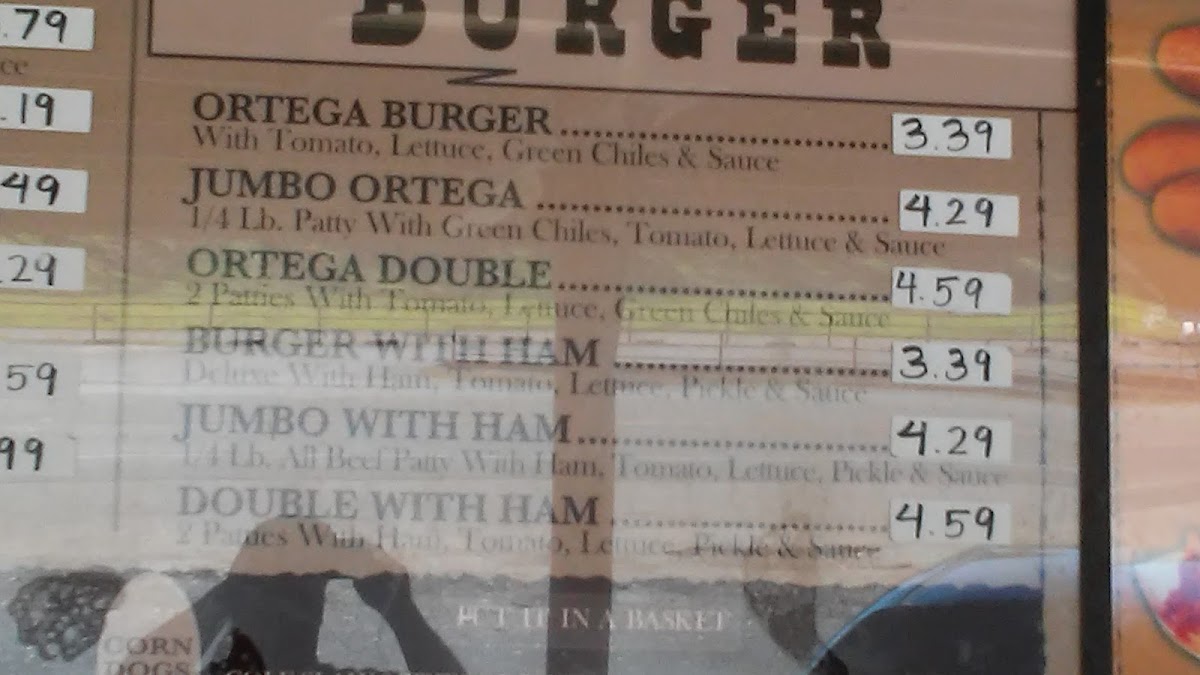 BURGER
.79
ce
.19
49
.29
59
99
ORTEGA BURGER 3.39
With Tomato, Lettuce, Green Chiles & Sauce
JUMBO ORTEGA 4.29
1/4 Lb. Patty With Green Chiles, Tomato, Lettuce & Sauce
ORTEGA DOUBLE 4.59
2 Patties With Tomato, Lettuce, Green Chiles & Sauce
BURGER WITH HAM 3.39
Deluxe With Ham, Tomato, Lettuce, Pickle & Sauce
JUMBO WITH HAM 4.29
1/4 Lb. All Beef Patty With Ham, Tomato, Lettuce, Pickle & Sauce
DOUBLE WITH HAM 4.59
2 Patties With Ham, Tomato, Lettuce, Pickle & Sauce
PUT IT IN A BASKET
CORN
DOGS